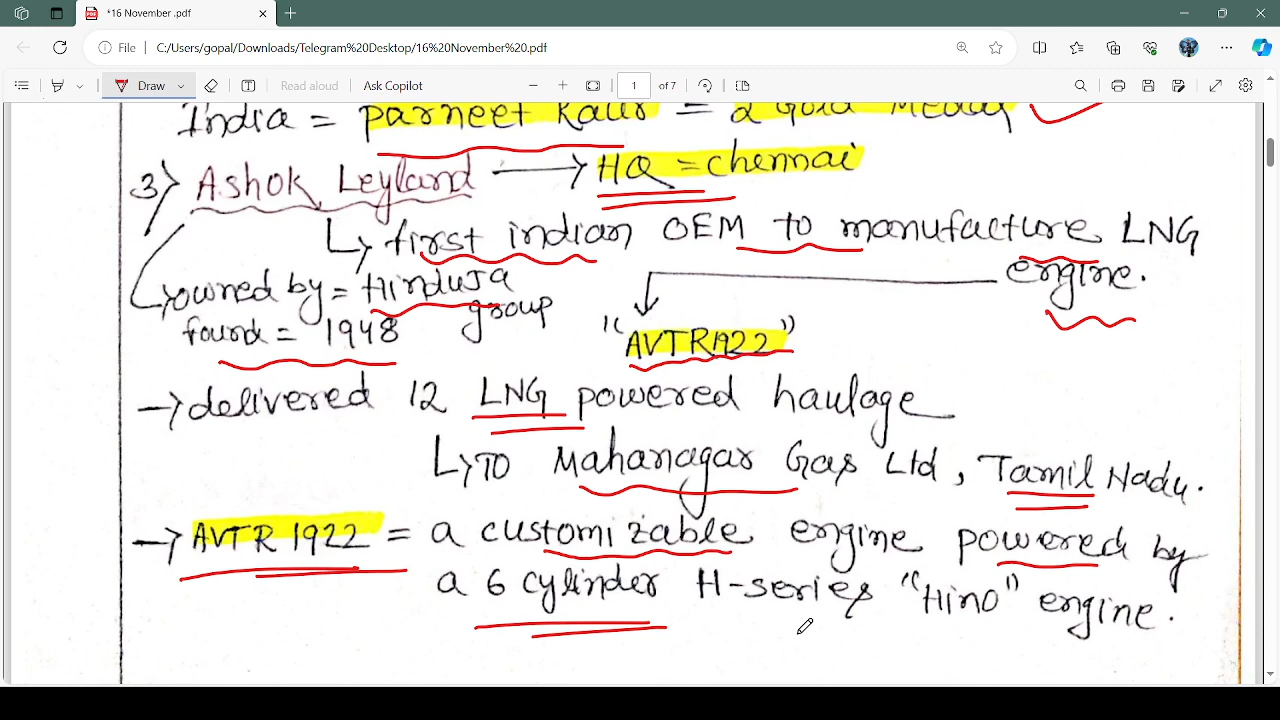 *16 November .pdf
File C:/Users/gopal/Downloads/Telegram%20Desktop/16%20November%20.pdf
Draw Read aloud Ask Copilot 1 of 7
India = parneet Kaur = 2 Gold Medal
3) Ashok Leyland → HQ = chennai
↳ first indian OEM to manufacture LNG
engine.
owned by = Hinduja
group
found = 1948
"AVTR1922"
→ delivered 12 LNG powered haulage
↳ TO Mahanagar Gas Ltd, Tamil Nadu.
→ AVTR 1922 = a customizable engine powered by
a 6 cylinder H-series "Hino" engine.